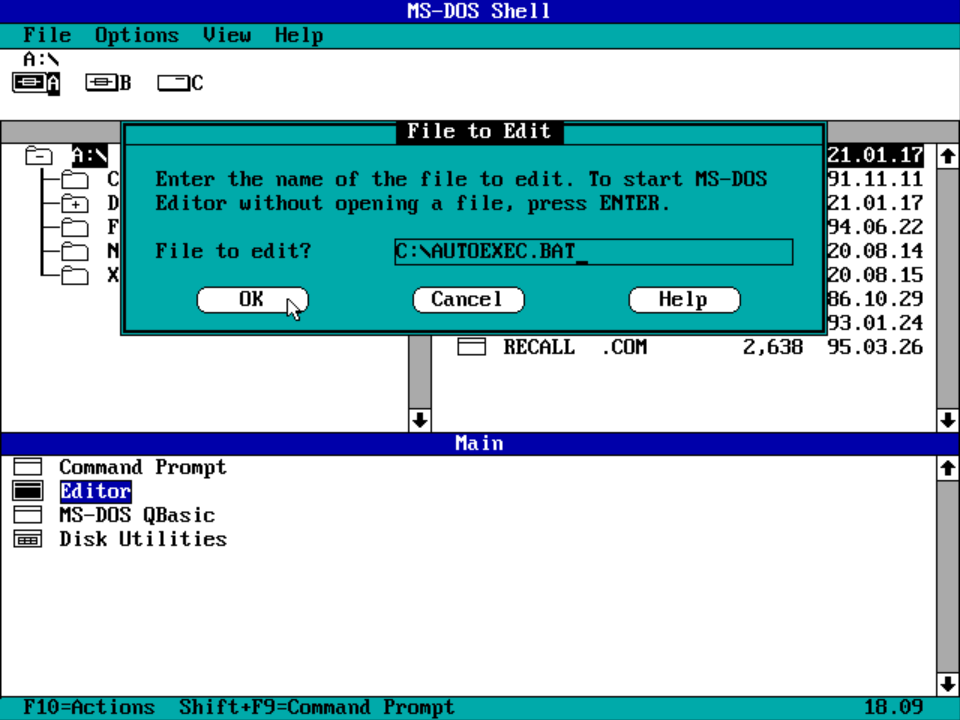 MS-DOS Shell
File Options View Help
A:\
A B C
File to Edit
A:\ 21.01.17
C Enter the name of the file to edit. To start MS-DOS 91.11.11
D Editor without opening a file, press ENTER. 21.01.17
F 94.06.22
N File to edit? C:\AUTOEXEC.BAT_ 20.08.14
X 20.08.15
OK Cancel Help 86.10.29
93.01.24
RECALL .COM 2,638 95.03.26
Main
Command Prompt
Editor
MS-DOS QBasic
Disk Utilities
F10=Actions Shift+F9=Command Prompt 18.09